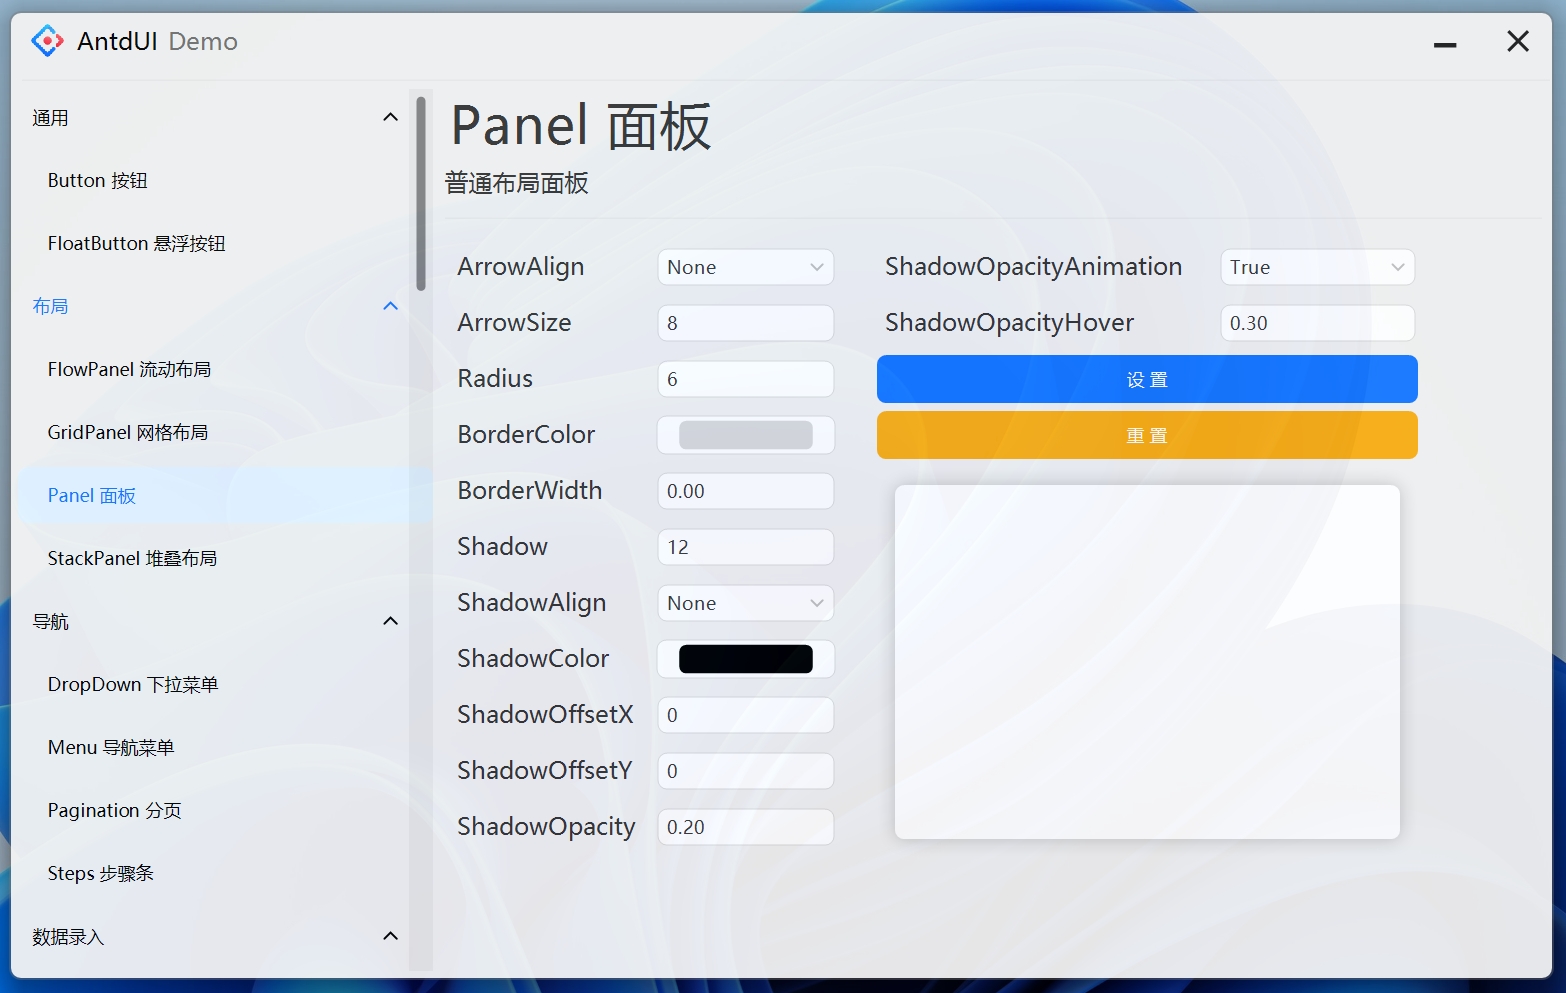 AntdUI Demo
通用
Button 按钮
FloatButton 悬浮按钮
布局
FlowPanel 流动布局
GridPanel 网格布局
Panel 面板
StackPanel 堆叠布局
导航
DropDown 下拉菜单
Menu 导航菜单
Pagination 分页
Steps 步骤条
数据录入
Panel 面板
普通布局面板
ArrowAlign None
ArrowSize 8
Radius 6
BorderColor
BorderWidth 0.00
Shadow 12
ShadowAlign None
ShadowColor
ShadowOffsetX 0
ShadowOffsetY 0
ShadowOpacity 0.20
ShadowOpacityAnimation True
ShadowOpacityHover 0.30
设 置
重 置